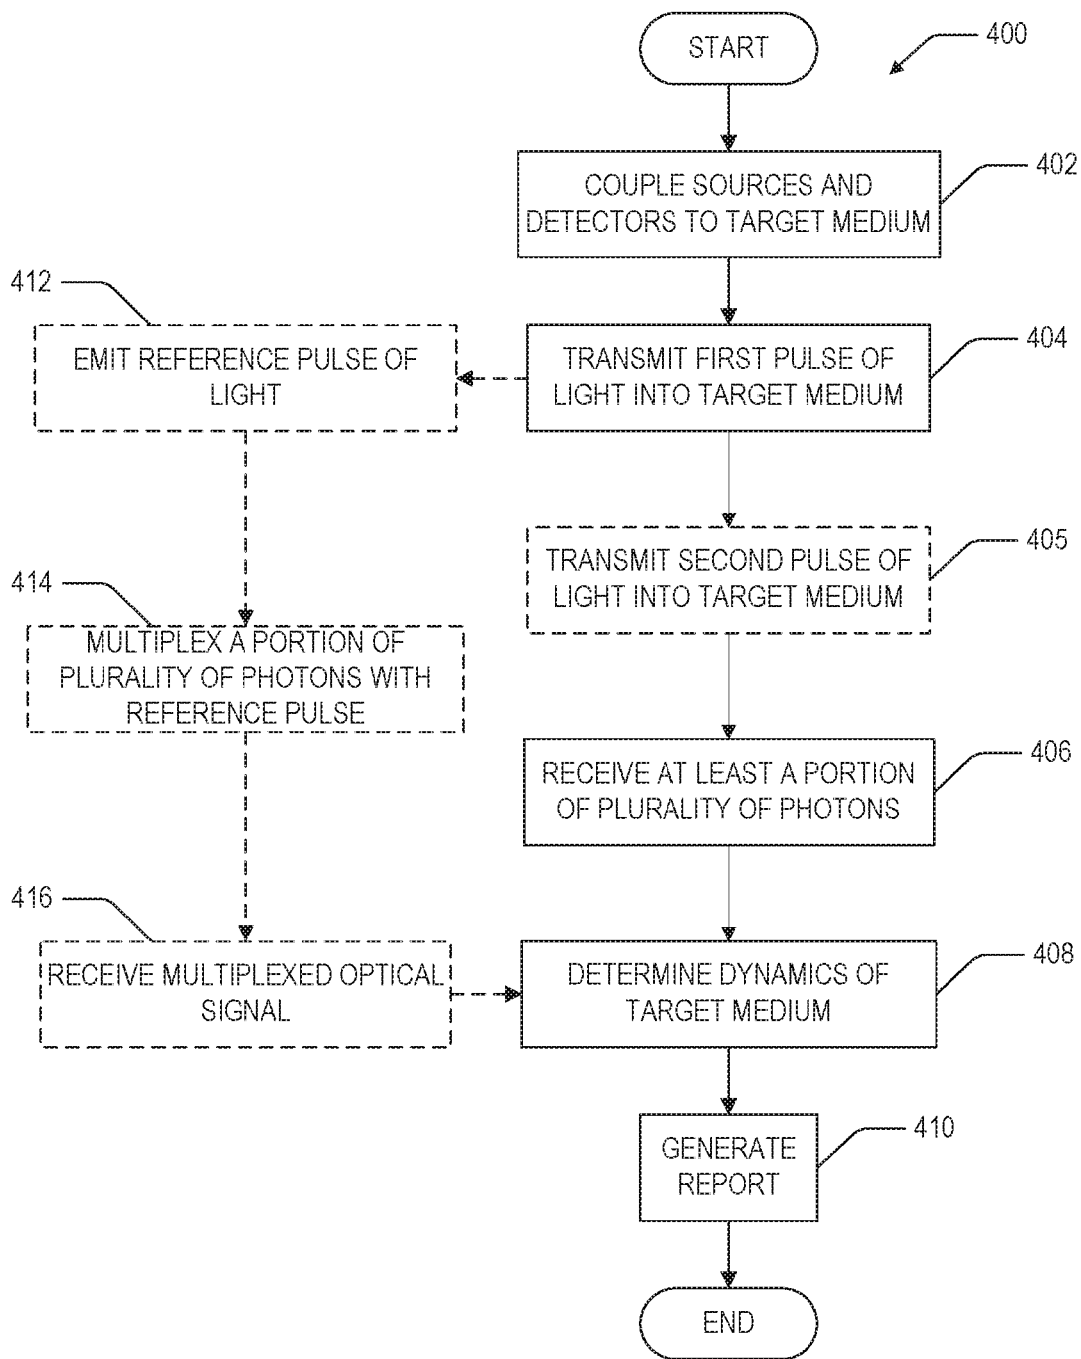 START
400
COUPLE SOURCES AND
DETECTORS TO TARGET MEDIUM
402
412
EMIT REFERENCE PULSE OF
LIGHT
TRANSMIT FIRST PULSE OF
LIGHT INTO TARGET MEDIUM
404
TRANSMIT SECOND PULSE OF
LIGHT INTO TARGET MEDIUM
405
414
MULTIPLEX A PORTION OF
PLURALITY OF PHOTONS WITH
REFERENCE PULSE
RECEIVE AT LEAST A PORTION
OF PLURALITY OF PHOTONS
406
416
RECEIVE MULTIPLEXED OPTICAL
SIGNAL
DETERMINE DYNAMICS OF
TARGET MEDIUM
408
GENERATE
REPORT
410
END